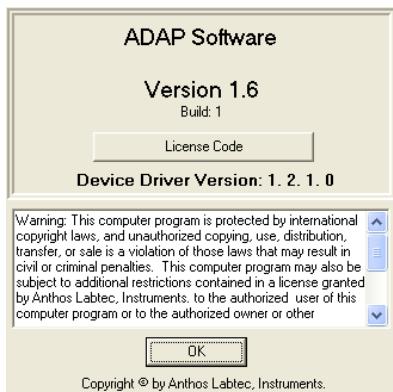 ADAP Software
Version 1.6
Build: 1
License Code
Device Driver Version: 1. 2. 1. 0
Warning: This computer program is protected by international
copyright laws, and unauthorized copying, use, distribution,
transfer, or sale is a violation of those laws that may result in
civil or criminal penalties. This computer program may also be
subject to additional restrictions contained in a license granted
by Anthos Labtec, Instruments. to the authorized user of this
computer program or to the authorized owner or other
OK
Copyright © by Anthos Labtec, Instruments.